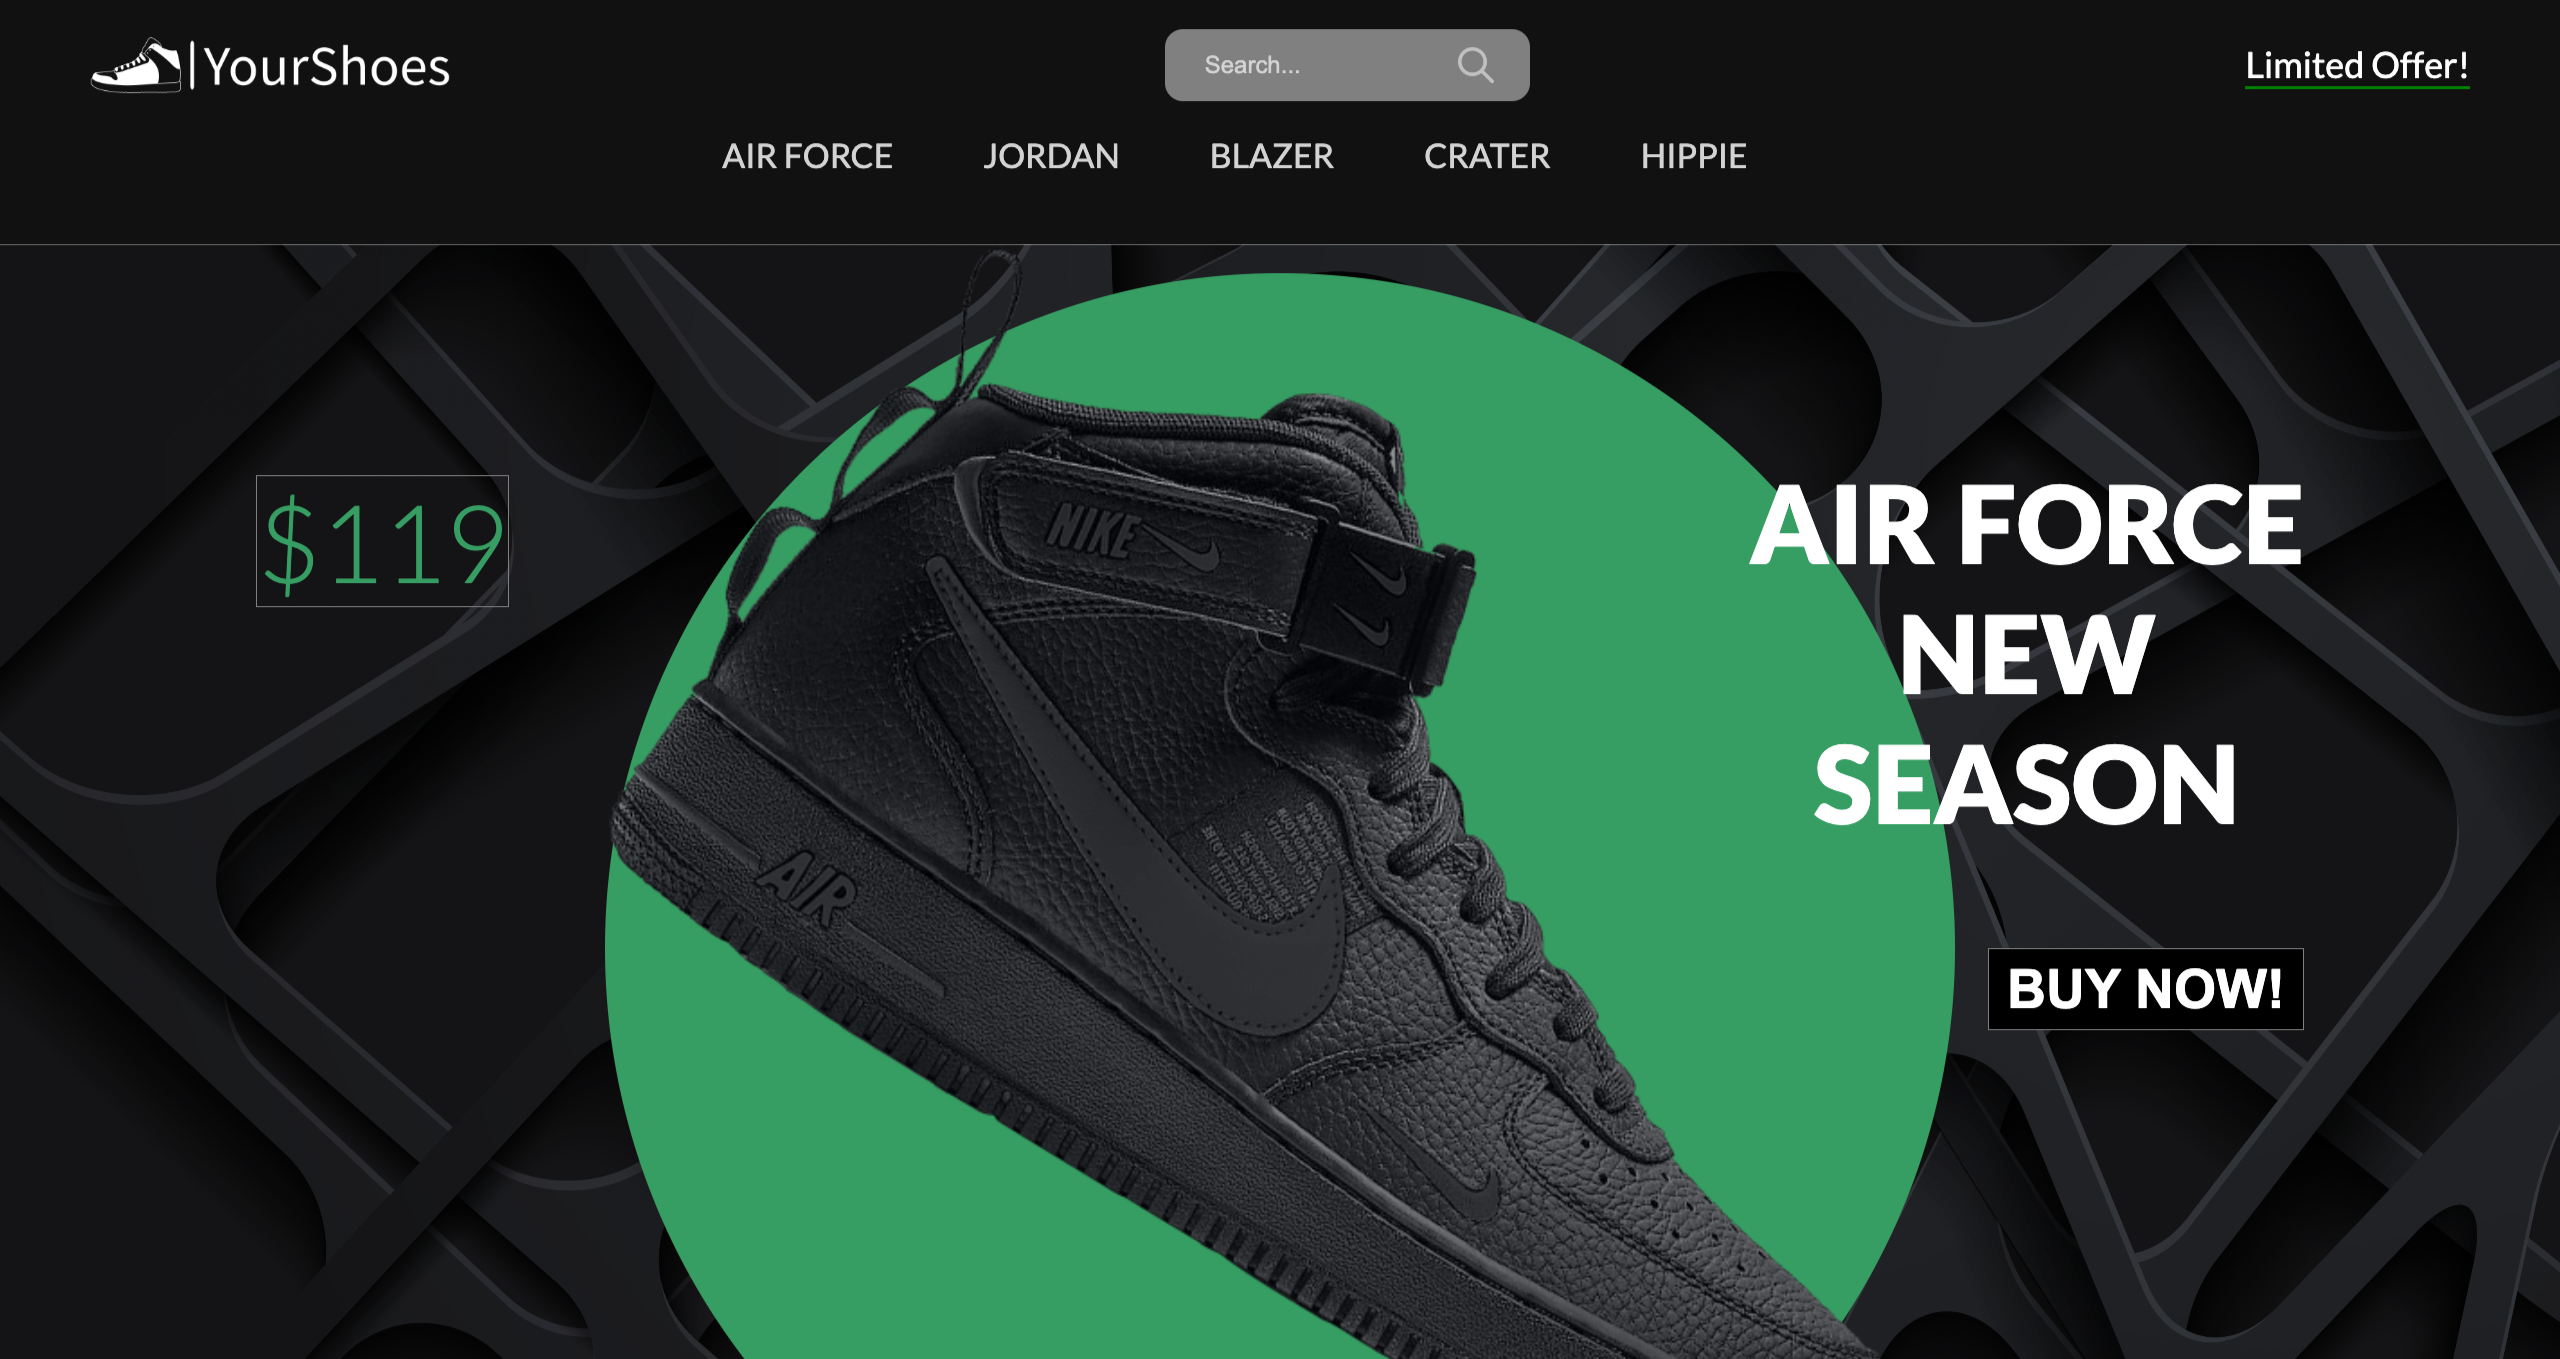 YourShoes
Search...
Limited Offer!
AIR FORCE
JORDAN
BLAZER
CRATER
HIPPIE
$119
NIKE
AIR
AIR FORCE
NEW
SEASON
BUY NOW!